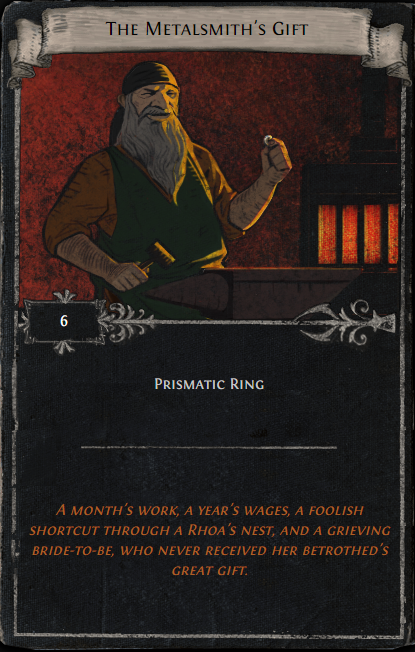 The Metalsmith's Gift
6
Prismatic Ring
A month's work, a year's wages, a foolish
shortcut through a Rhoa's nest, and a grieving
bride-to-be, who never received her betrothed's
great gift.